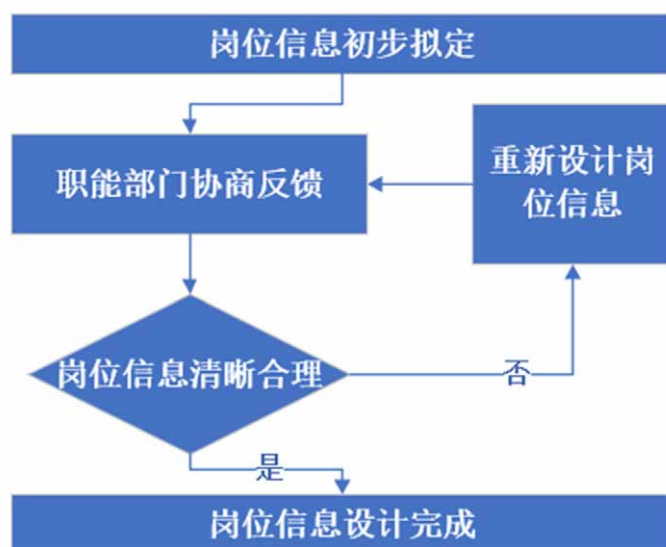 岗位信息初步拟定
职能部门协商反馈
重新设计岗
位信息
岗位信息清晰合理
否
是
岗位信息设计完成